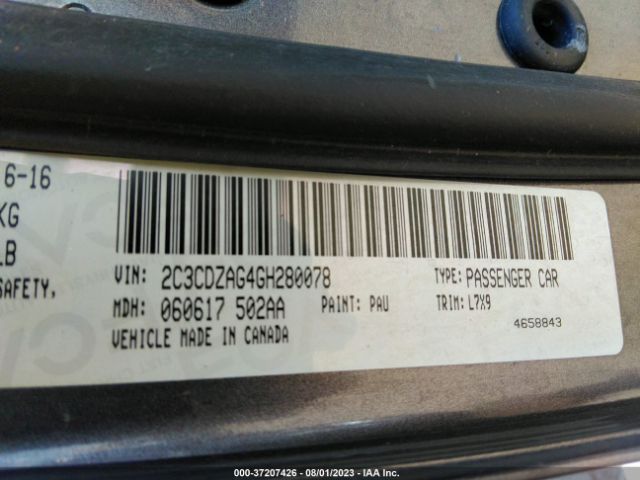 6-16
KG
LB
SAFETY,
VIN: 2C3CDZAG4GH280078 TYPE: PASSENGER CAR
MDH: 060617 502AA PAINT: PAU TRIM: L7X9
VEHICLE MADE IN CANADA 4658843
000-37207426 - 08/01/2023 - IAA Inc.